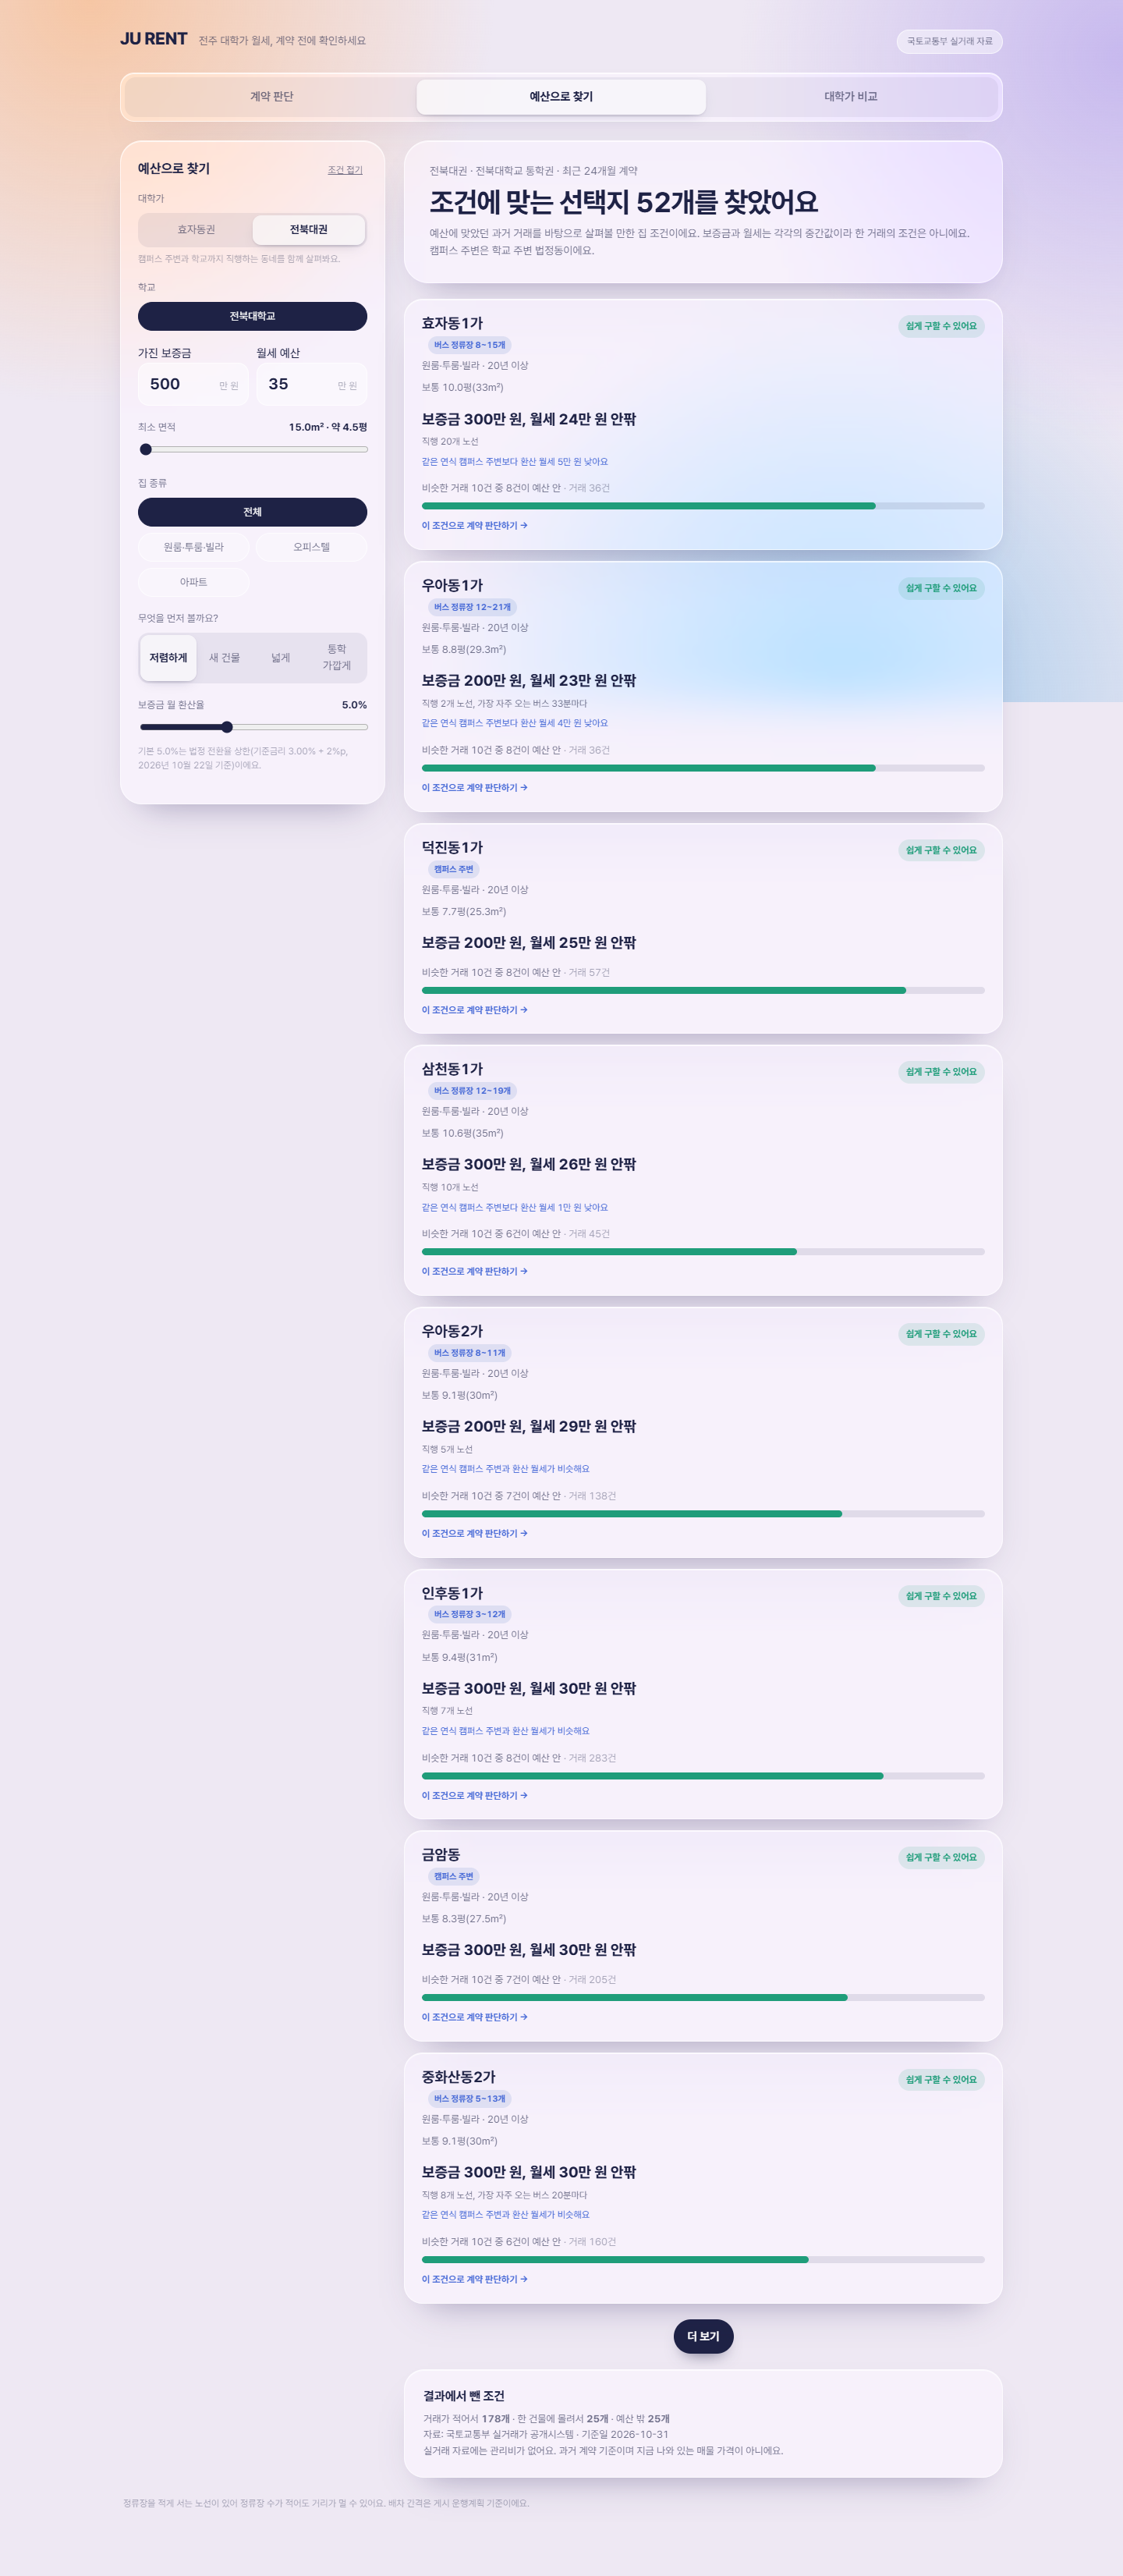 JU RENT
전주 대학가 월세, 계약 전에 확인하세요
국토교통부 실거래 자료
계약 판단
예산으로 찾기
대학가 비교
예산으로 찾기
조건 접기
대학가
효자동권
전북대권
캠퍼스 주변과 학교까지 직행하는 동네를 함께 살펴봐요.
학교
전북대학교
가진 보증금
월세 예산
500 만 원
35 만 원
최소 면적
15.0m² · 약 4.5평
집 종류
전체
원룸·투룸·빌라
오피스텔
아파트
무엇을 먼저 볼까요?
저렴하게
새 건물
넓게
통학
가깝게
보증금 월 환산율
5.0%
기본 5.0%는 법정 전환율 상한(기준금리 3.00% + 2%p,
2026년 10월 22일 기준)이에요.
전북대권 · 전북대학교 통학권 · 최근 24개월 계약
조건에 맞는 선택지 52개를 찾았어요
예산에 맞았던 과거 거래를 바탕으로 살펴볼 만한 집 조건이에요. 보증금과 월세는 각각의 중간값이라 한 거래의 조건은 아니에요.
캠퍼스 주변은 학교 주변 법정동이에요.
효자동1가
쉽게 구할 수 있어요
버스 정류장 8~15개
원룸·투룸·빌라 · 20년 이상
보통 10.0평(33m²)
보증금 300만 원, 월세 24만 원 안팎
직행 20개 노선
같은 연식 캠퍼스 주변보다 환산 월세 5만 원 낮아요
비슷한 거래 10건 중 8건이 예산 안 · 거래 36건
이 조건으로 계약 판단하기 →
우아동1가
쉽게 구할 수 있어요
버스 정류장 12~21개
원룸·투룸·빌라 · 20년 이상
보통 8.8평(29.3m²)
보증금 200만 원, 월세 23만 원 안팎
직행 2개 노선, 가장 자주 오는 버스 33분마다
같은 연식 캠퍼스 주변보다 환산 월세 4만 원 낮아요
비슷한 거래 10건 중 8건이 예산 안 · 거래 36건
이 조건으로 계약 판단하기 →
덕진동1가
쉽게 구할 수 있어요
캠퍼스 주변
원룸·투룸·빌라 · 20년 이상
보통 7.7평(25.3m²)
보증금 200만 원, 월세 25만 원 안팎
비슷한 거래 10건 중 8건이 예산 안 · 거래 57건
이 조건으로 계약 판단하기 →
삼천동1가
쉽게 구할 수 있어요
버스 정류장 12~19개
원룸·투룸·빌라 · 20년 이상
보통 10.6평(35m²)
보증금 300만 원, 월세 26만 원 안팎
직행 10개 노선
같은 연식 캠퍼스 주변보다 환산 월세 1만 원 낮아요
비슷한 거래 10건 중 6건이 예산 안 · 거래 45건
이 조건으로 계약 판단하기 →
우아동2가
쉽게 구할 수 있어요
버스 정류장 8~11개
원룸·투룸·빌라 · 20년 이상
보통 9.1평(30m²)
보증금 200만 원, 월세 29만 원 안팎
직행 5개 노선
같은 연식 캠퍼스 주변과 환산 월세가 비슷해요
비슷한 거래 10건 중 7건이 예산 안 · 거래 138건
이 조건으로 계약 판단하기 →
인후동1가
쉽게 구할 수 있어요
버스 정류장 3~12개
원룸·투룸·빌라 · 20년 이상
보통 9.4평(31m²)
보증금 300만 원, 월세 30만 원 안팎
직행 7개 노선
같은 연식 캠퍼스 주변과 환산 월세가 비슷해요
비슷한 거래 10건 중 8건이 예산 안 · 거래 283건
이 조건으로 계약 판단하기 →
금암동
쉽게 구할 수 있어요
캠퍼스 주변
원룸·투룸·빌라 · 20년 이상
보통 8.3평(27.5m²)
보증금 300만 원, 월세 30만 원 안팎
비슷한 거래 10건 중 7건이 예산 안 · 거래 205건
이 조건으로 계약 판단하기 →
중화산동2가
쉽게 구할 수 있어요
버스 정류장 5~13개
원룸·투룸·빌라 · 20년 이상
보통 9.1평(30m²)
보증금 300만 원, 월세 30만 원 안팎
직행 8개 노선, 가장 자주 오는 버스 20분마다
같은 연식 캠퍼스 주변과 환산 월세가 비슷해요
비슷한 거래 10건 중 6건이 예산 안 · 거래 160건
이 조건으로 계약 판단하기 →
더 보기
결과에서 뺀 조건
거래가 적어서 178개 · 한 건물에 몰려서 25개 · 예산 밖 25개
자료: 국토교통부 실거래가 공개시스템 · 기준일 2026-10-31
실거래 자료에는 관리비가 없어요. 과거 계약 기준이며 지금 나와 있는 매물 가격이 아니에요.
정류장을 적게 서는 노선이 있어 정류장 수가 적어도 거리가 멀 수 있어요. 배차 간격은 게시 운행계획 기준이에요.